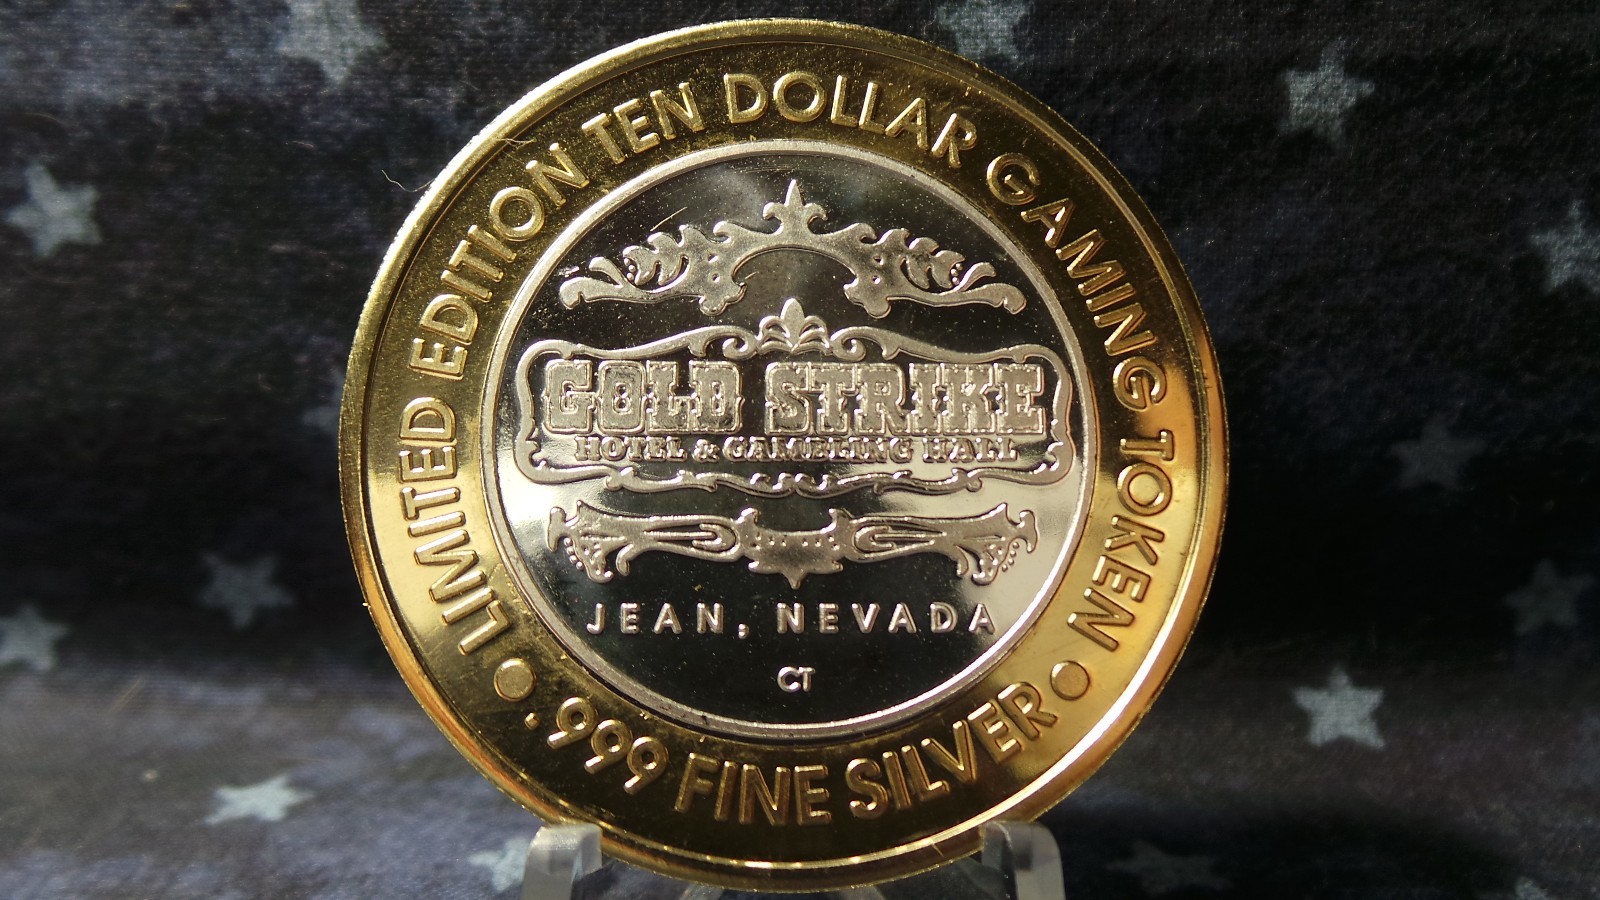 LIMITED EDITION TEN DOLLAR GAMING TOKEN
GOLD STRIKE
HOTEL & GAMBLING HALL
JEAN, NEVADA
CT
• .999 FINE SILVER •